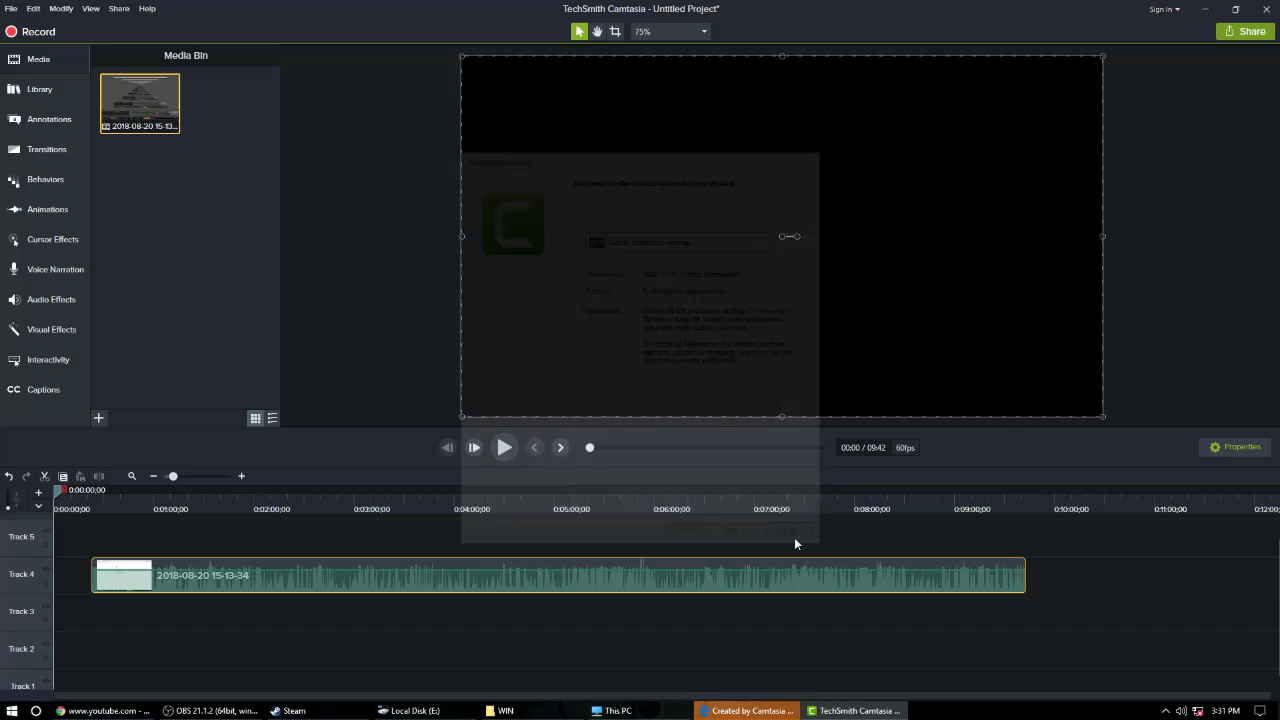 File Edit Modify View Share Help
TechSmith Camtasia - Untitled Project*
Sign In
Record
75%
Share
Media
Media Bin
2018-08-20 15-13...
Library
Annotations
Transitions
Behaviors
Animations
Cursor Effects
Voice Narration
Audio Effects
Visual Effects
Interactivity
CC Captions
Production Wizard
Welcome to the Camtasia Production Wizard
Custom production settings
00:00 / 09:42 60fps
Properties
0:00:00;00
0:00:00;00 0:01:00;00 0:02:00;00 0:03:00;00 0:04:00;00 0:05:00;00 0:06:00;00 0:07:00;00 0:08:00;00 0:09:00;00 0:10:00;00 0:11:00;00 0:12:0
Track 5
Track 4
2018-08-20 15-13-34
Track 3
Track 2
Track 1
www.youtube.com - ... OBS 21.1.2 (64bit, win... Steam Local Disk (E:) WIN This PC Created by Camtasia ... TechSmith Camtasia ... 3:31 PM